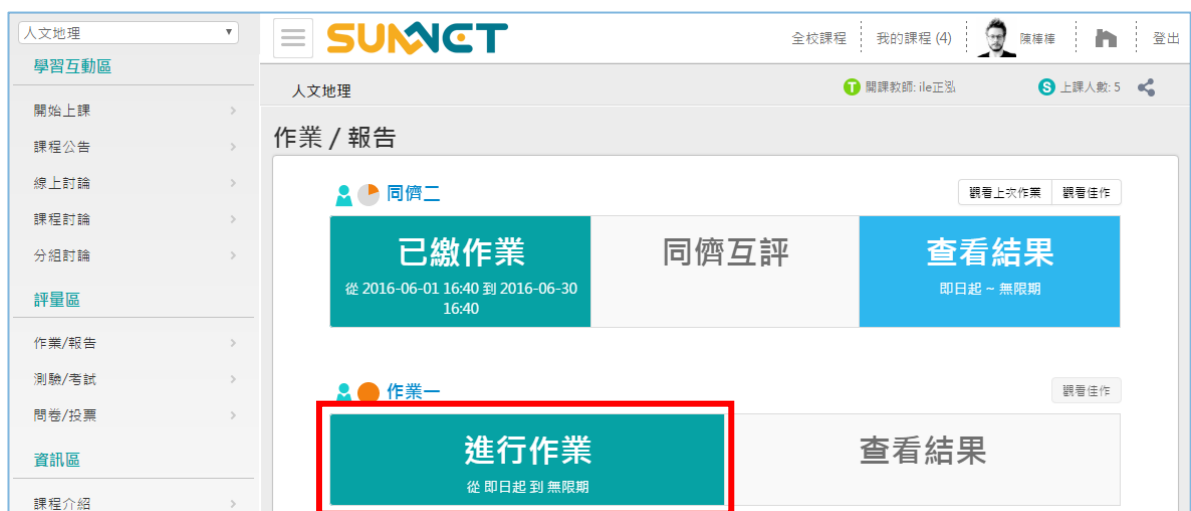 人文地理
SUNNET
全校課程
我的課程 (4)
陳棒棒
登出
學習互動區
開始上課
課程公告
線上討論
課程討論
分組討論
評量區
作業/報告
測驗/考試
問卷/投票
資訊區
課程介紹
人文地理
T 開課教師: ile正泓
S 上課人數: 5
作業 / 報告
同儕二
觀看上次作業
觀看佳作
已繳作業
從 2016-06-01 16:40 到 2016-06-30
16:40
同儕互評
查看結果
即日起 ~ 無限期
作業一
觀看佳作
進行作業
從 即日起 到 無限期
查看結果